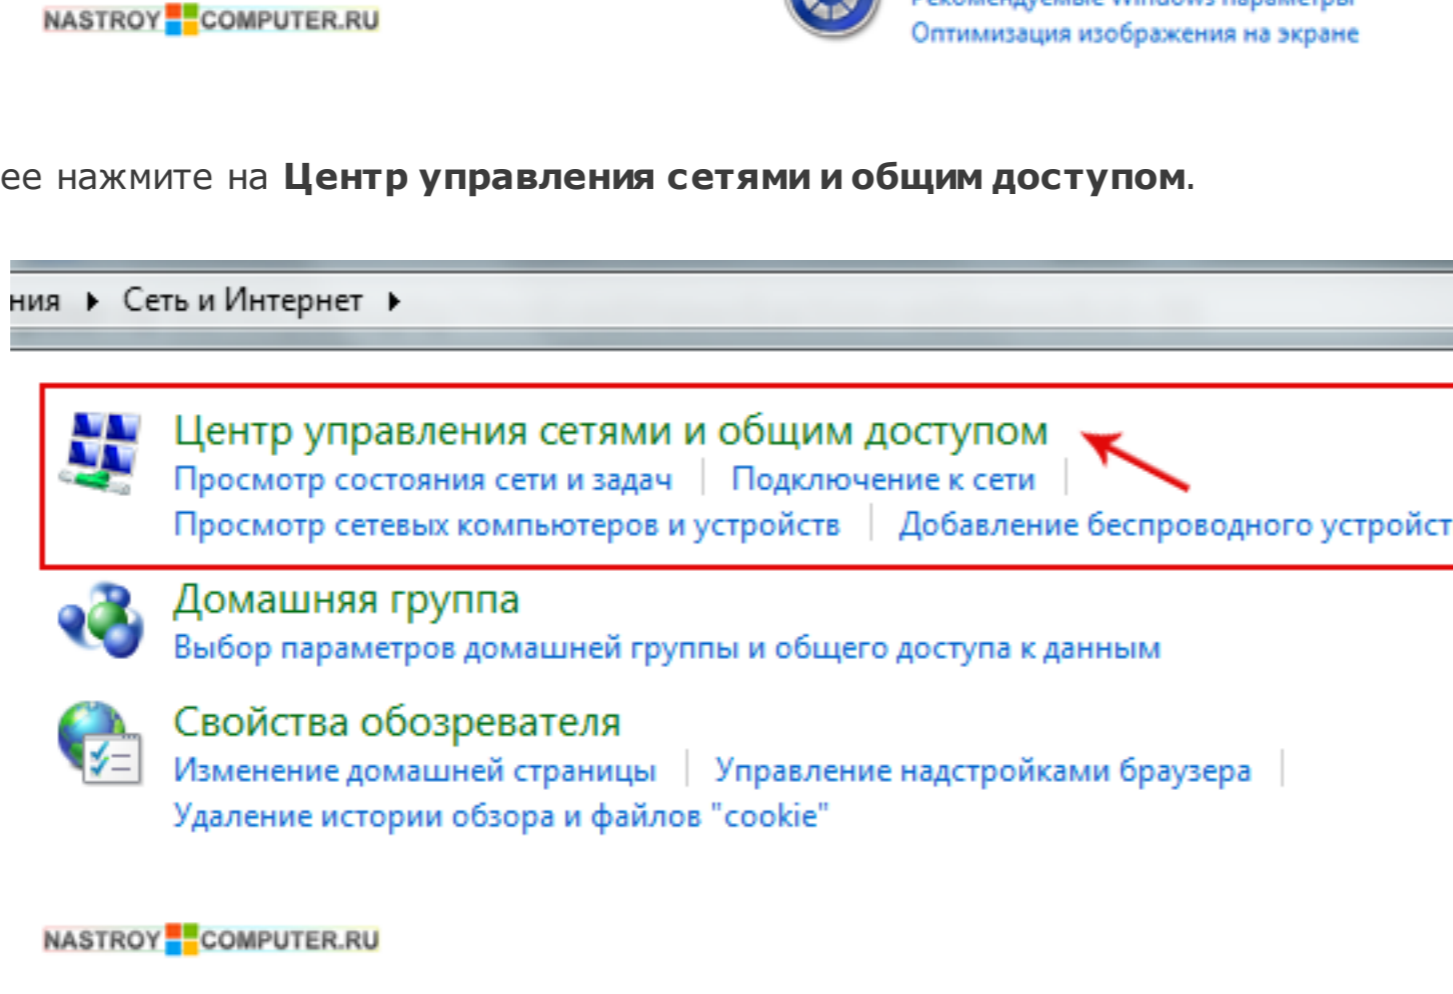 NASTROY COMPUTER.RU
Рекомендуемые Windows параметры
Оптимизация изображения на экране
ее нажмите на Центр управления сетями и общим доступом.
ния ▸ Сеть и Интернет ▸
Центр управления сетями и общим доступом
Просмотр состояния сети и задач | Подключение к сети |
Просмотр сетевых компьютеров и устройств | Добавление беспроводного устройст
Домашняя группа
Выбор параметров домашней группы и общего доступа к данным
Свойства обозревателя
Изменение домашней страницы | Управление надстройками браузера |
Удаление истории обзора и файлов "cookie"
NASTROY COMPUTER.RU